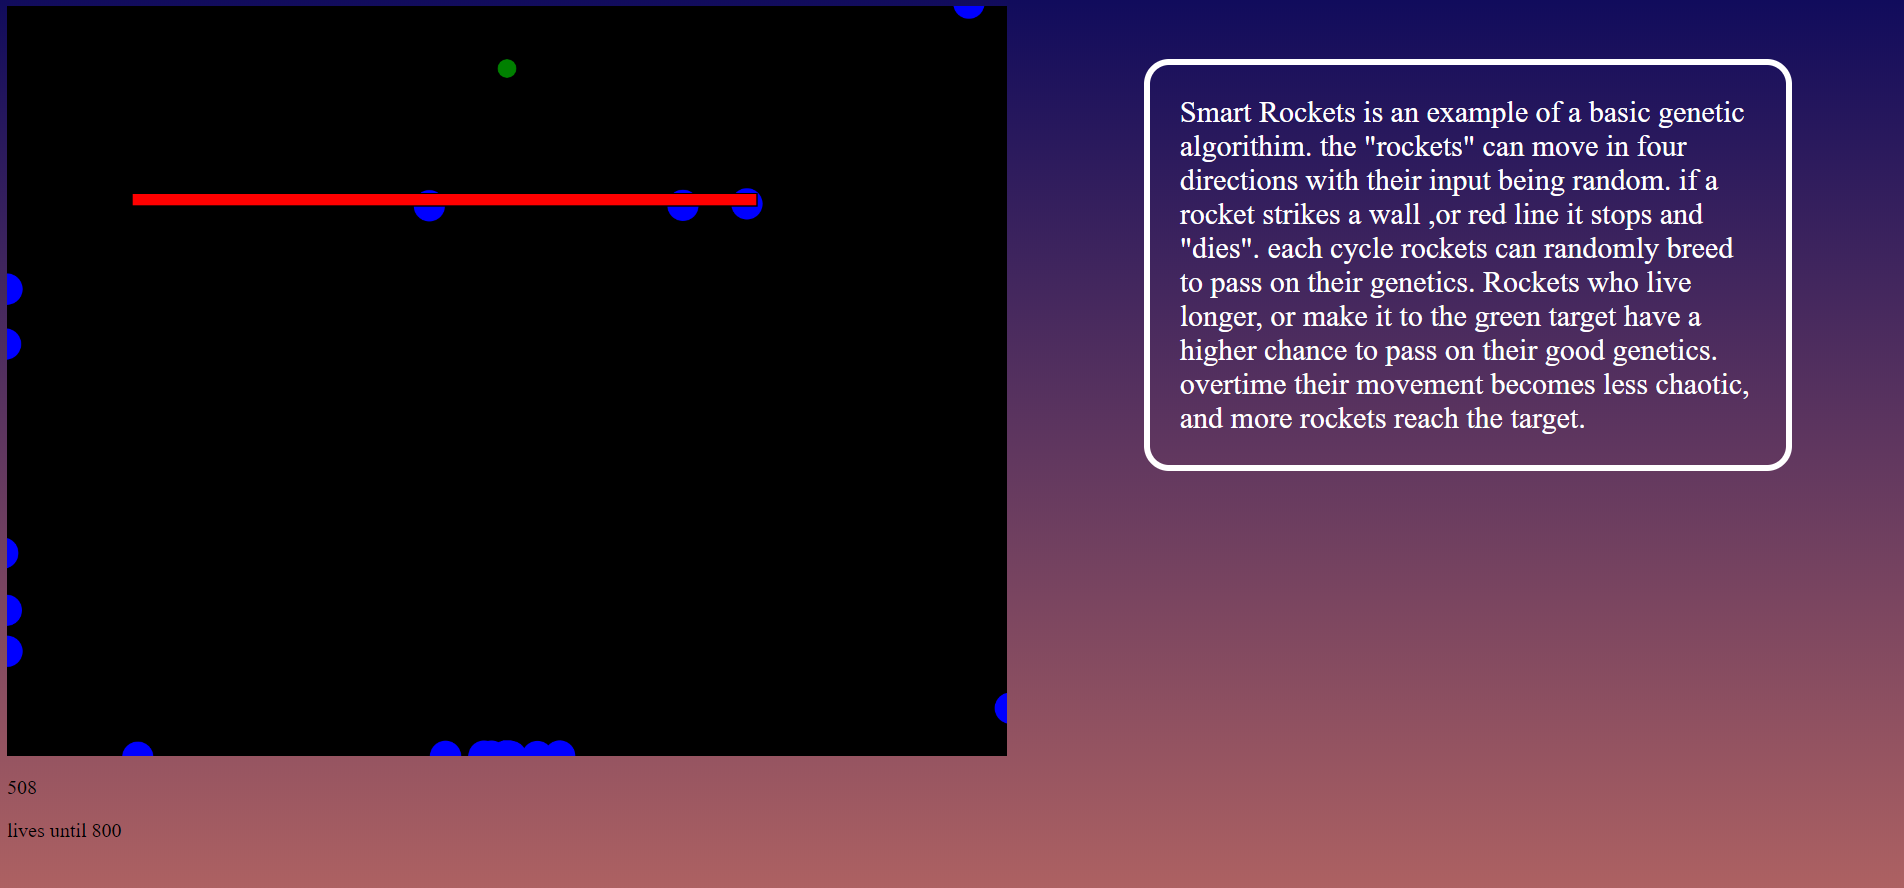 Smart Rockets is an example of a basic genetic
algorithim. the "rockets" can move in four
directions with their input being random. if a
rocket strikes a wall ,or red line it stops and
"dies". each cycle rockets can randomly breed
to pass on their genetics. Rockets who live
longer, or make it to the green target have a
higher chance to pass on their good genetics.
overtime their movement becomes less chaotic,
and more rockets reach the target.
508
lives until 800